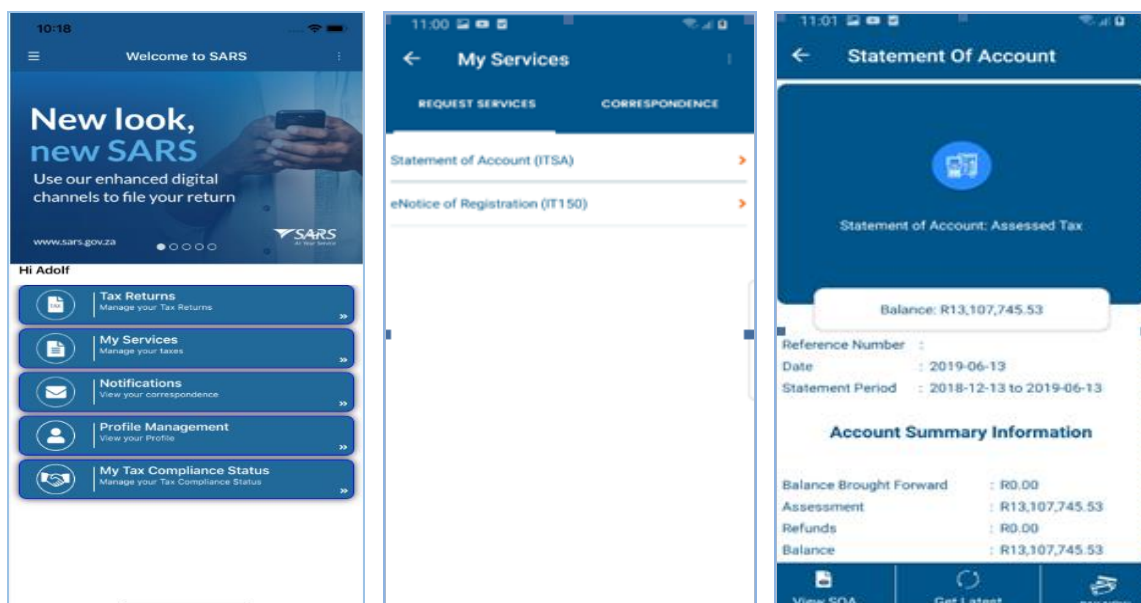 10:18
Welcome to SARS
New look,
new SARS
Use our enhanced digital
channels to file your return
www.sars.gov.za
SARS
At Your Service
Hi Adolf
Tax Returns
Manage your Tax Returns
My Services
Manage your taxes
Notifications
View your correspondence
Profile Management
View your Profile
My Tax Compliance Status
Manage your Tax Compliance Status
11:00
My Services
REQUEST SERVICES CORRESPONDENCE
Statement of Account (ITSA)
eNotice of Registration (IT150)
11:01
Statement Of Account
Statement of Account: Assessed Tax
Balance: R13,107,745.53
Reference Number :
Date : 2019-06-13
Statement Period : 2018-12-13 to 2019-06-13
Account Summary Information
Balance Brought Forward : R0.00
Assessment : R13,107,745.53
Refunds : R0.00
Balance : R13,107,745.53
View SOA Get Latest